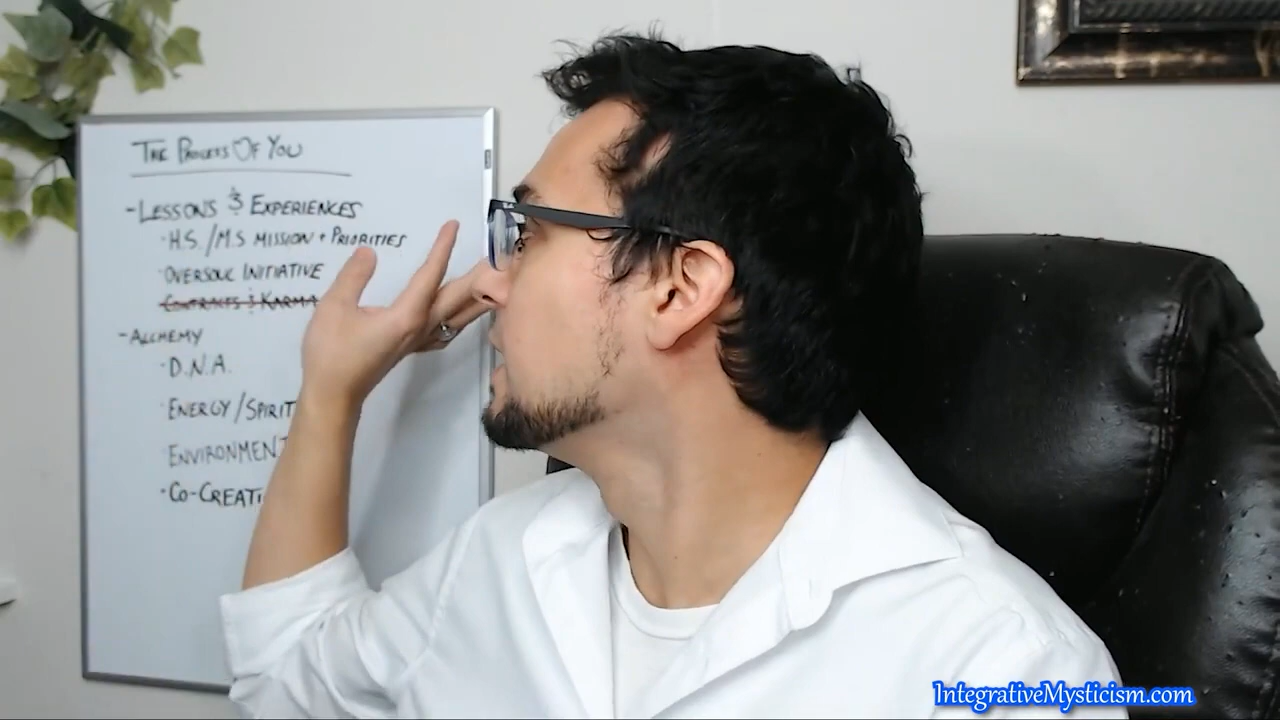 The Process Of You
- Lessons & Experiences
· H.S. / M.S Mission + Priorities
· Oversoul Initiative
· Contracts & Karma
- Alchemy
· D.N.A.
· Energy / Spirit
· Environment
· Co-Creati
IntegrativeMysticism.com